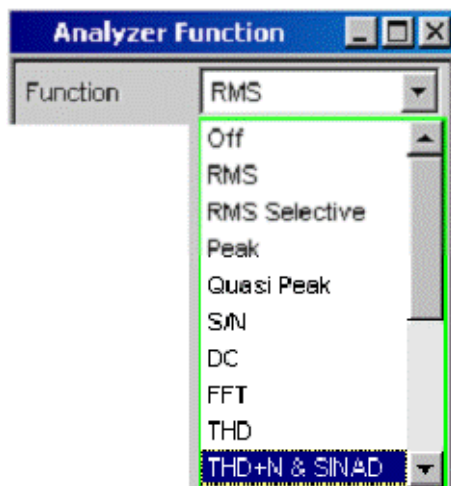 Analyzer Function
Function RMS
Off
RMS
RMS Selective
Peak
Quasi Peak
S/N
DC
FFT
THD
THD+N & SINAD